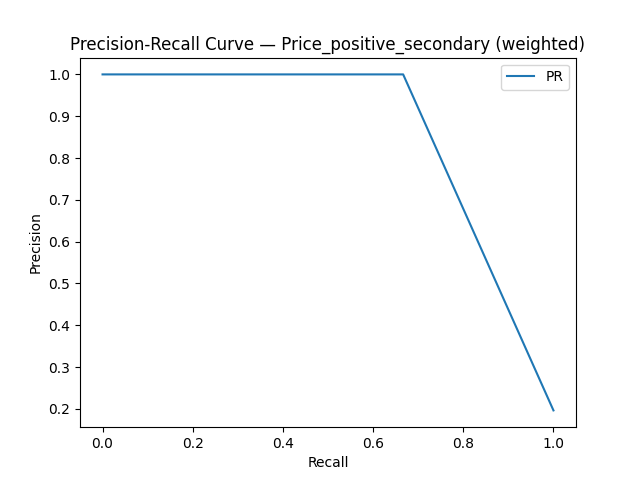 Precision-Recall Curve — Price_positive_secondary (weighted)
PR
1.0
0.9
0.8
0.7
0.6
0.5
0.4
0.3
0.2
Precision
0.0 0.2 0.4 0.6 0.8 1.0
Recall